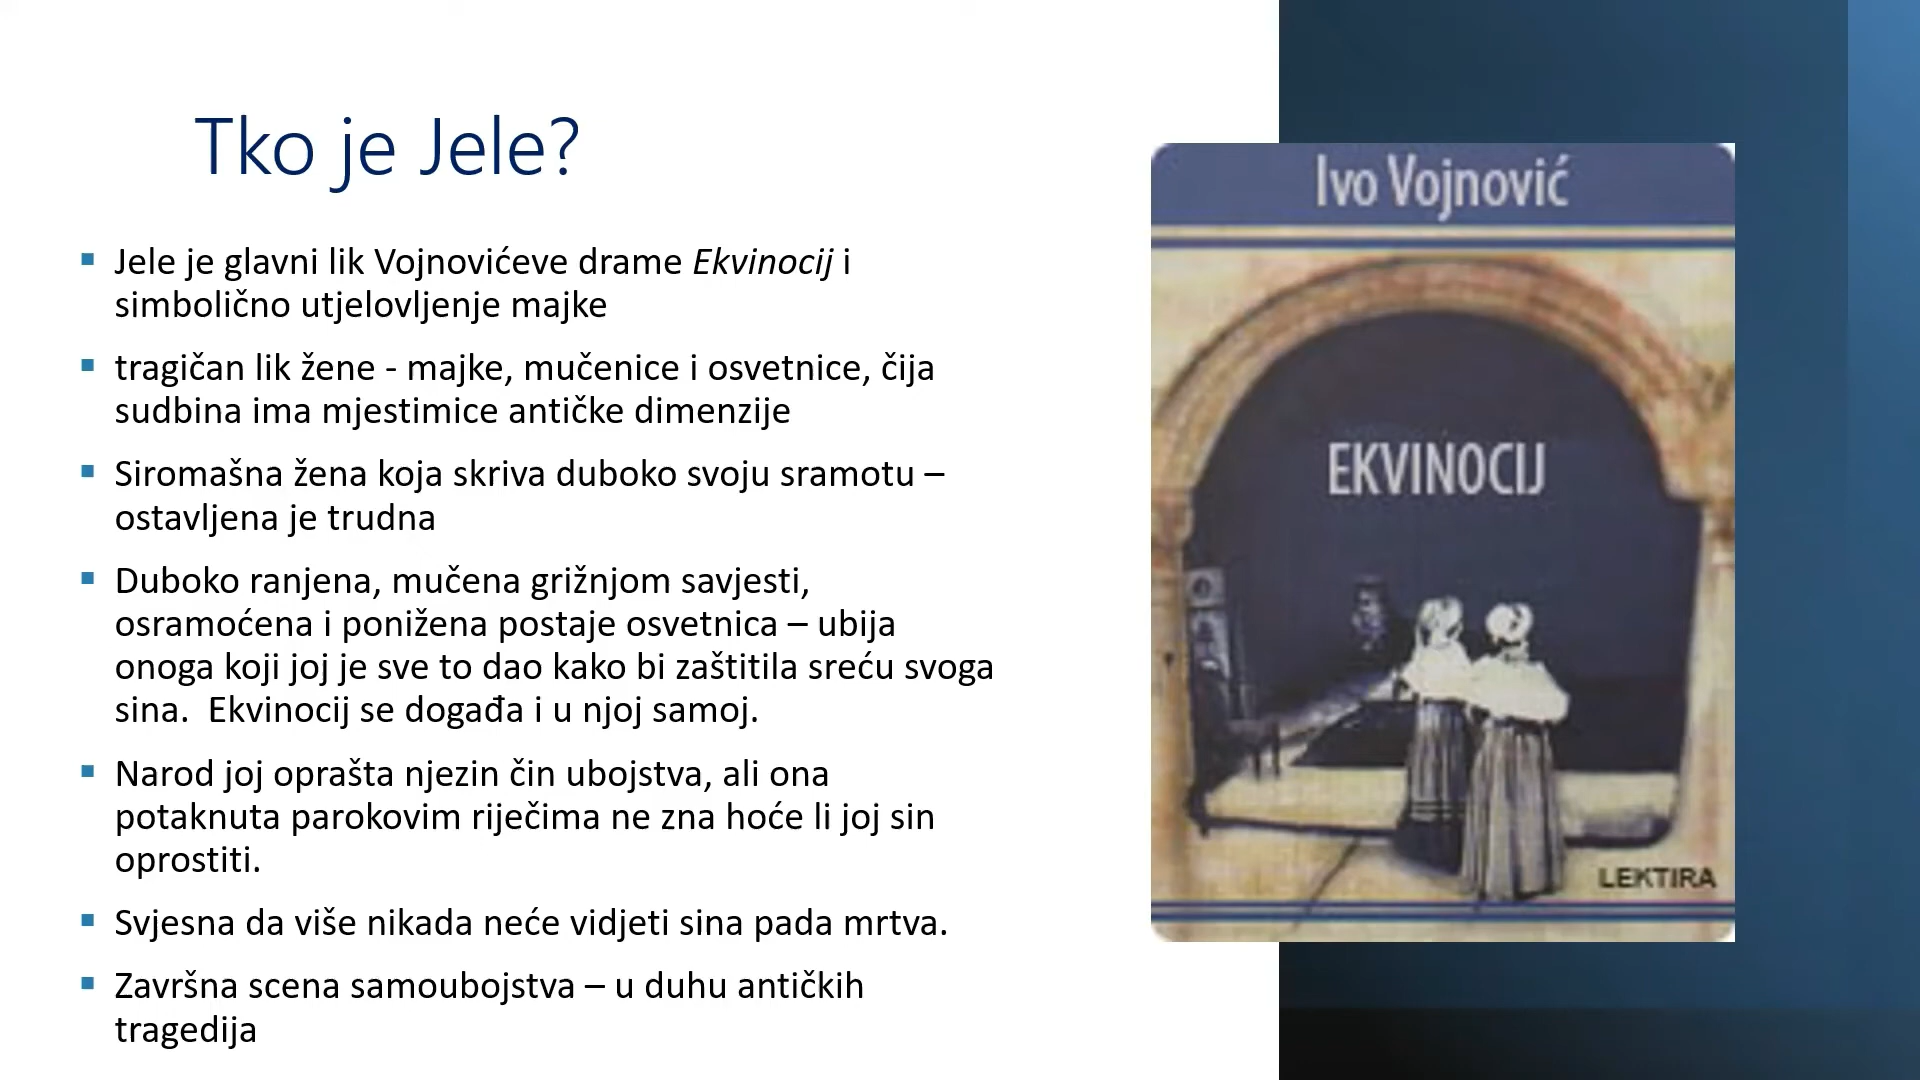 Tko je Jele?
Jele je glavni lik Vojnovićeve drame Ekvinocij i
simbolično utjelovljenje majke
tragičan lik žene - majke, mučenice i osvetnice, čija
sudbina ima mjestimice antičke dimenzije
Siromašna žena koja skriva duboko svoju sramotu –
ostavljena je trudna
Duboko ranjena, mučena grižnjom savjesti,
osramoćena i ponižena postaje osvetnica – ubija
onoga koji joj je sve to dao kako bi zaštitila sreću svoga
sina.  Ekvinocij se događa i u njoj samoj.
Narod joj oprašta njezin čin ubojstva, ali ona
potaknuta parokovim riječima ne zna hoće li joj sin
oprostiti.
Svjesna da više nikada neće vidjeti sina pada mrtva.
Završna scena samoubojstva – u duhu antičkih
tragedija
Ivo Vojnović
EKVINOCIJ
LEKTIRA